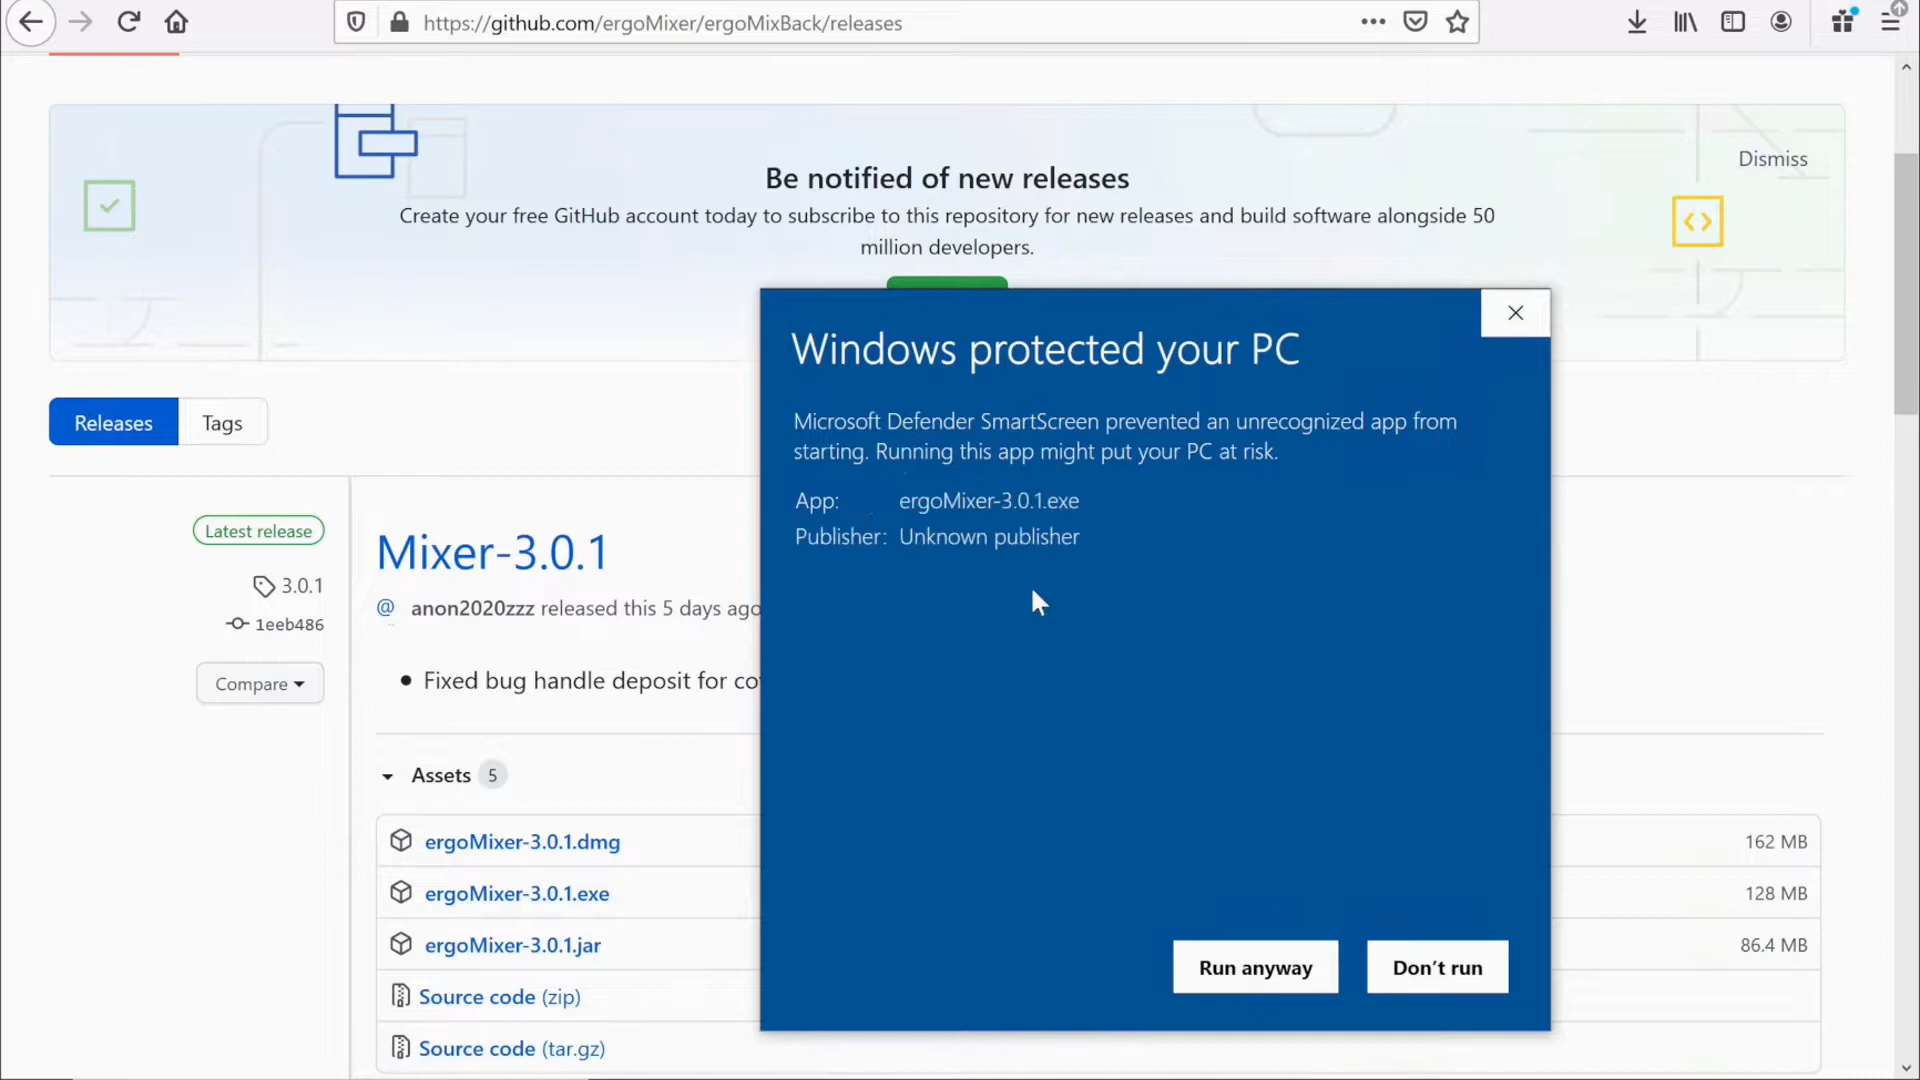 https://github.com/ergoMixer/ergoMixBack/releases
Dismiss
Be notified of new releases
Create your free GitHub account today to subscribe to this repository for new releases and build software alongside 50
million developers.
Windows protected your PC
Microsoft Defender SmartScreen prevented an unrecognized app from
starting. Running this app might put your PC at risk.
App: ergoMixer-3.0.1.exe
Publisher: Unknown publisher
Run anyway
Don't run
Releases
Tags
Latest release
3.0.1
1eeb486
Compare
Mixer-3.0.1
@ anon2020zzz released this 5 days ago
• Fixed bug handle deposit for
Assets 5
ergoMixer-3.0.1.dmg 162 MB
ergoMixer-3.0.1.exe 128 MB
ergoMixer-3.0.1.jar 86.4 MB
Source code (zip)
Source code (tar.gz)